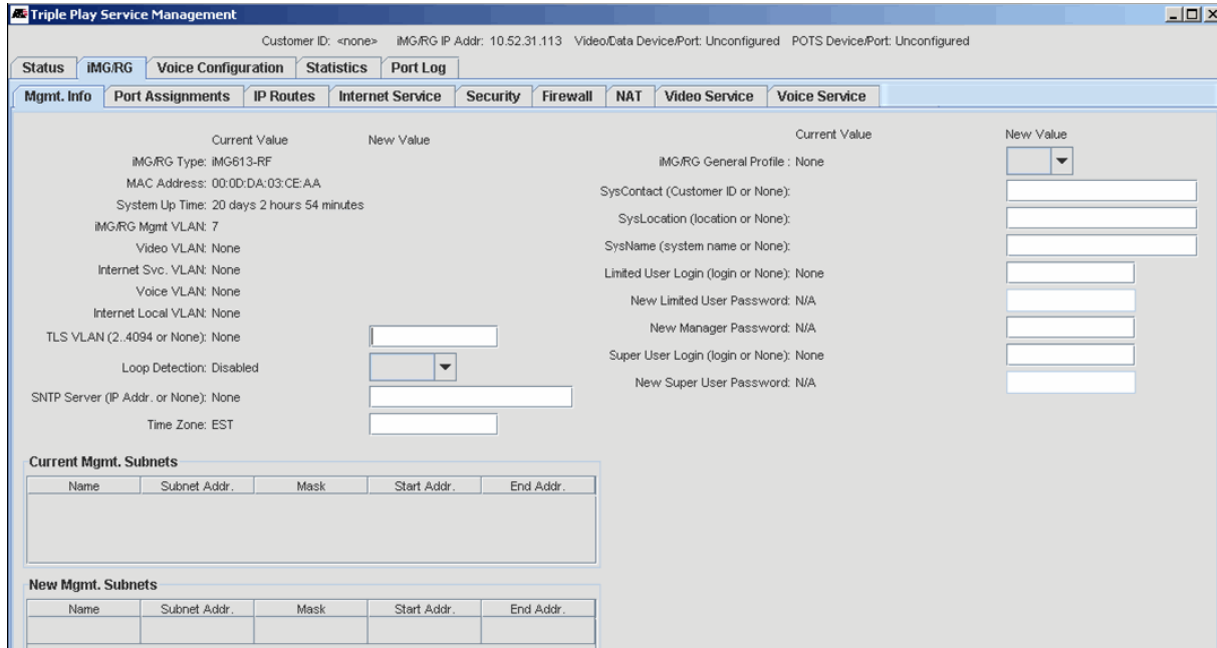 Triple Play Service Management
Customer ID: <none> iMG/RG IP Addr: 10.52.31.113 Video/Data Device/Port: Unconfigured POTS Device/Port: Unconfigured
Status iMG/RG Voice Configuration Statistics Port Log
Mgmt. Info Port Assignments IP Routes Internet Service Security Firewall NAT Video Service Voice Service
Current Value New Value
iMG/RG Type: iMG613-RF
MAC Address: 00:0D:DA:03:CE:AA
System Up Time: 20 days 2 hours 54 minutes
iMG/RG Mgmt VLAN: 7
Video VLAN: None
Internet Svc. VLAN: None
Voice VLAN: None
Internet Local VLAN: None
TLS VLAN (2..4094 or None): None
Loop Detection: Disabled
SNTP Server (IP Addr. or None): None
Time Zone: EST
Current Value New Value
iMG/RG General Profile : None
SysContact (Customer ID or None):
SysLocation (location or None):
SysName (system name or None):
Limited User Login (login or None): None
New Limited User Password: N/A
New Manager Password: N/A
Super User Login (login or None): None
New Super User Password: N/A
Current Mgmt. Subnets
Name Subnet Addr. Mask Start Addr. End Addr.
New Mgmt. Subnets
Name Subnet Addr. Mask Start Addr. End Addr.